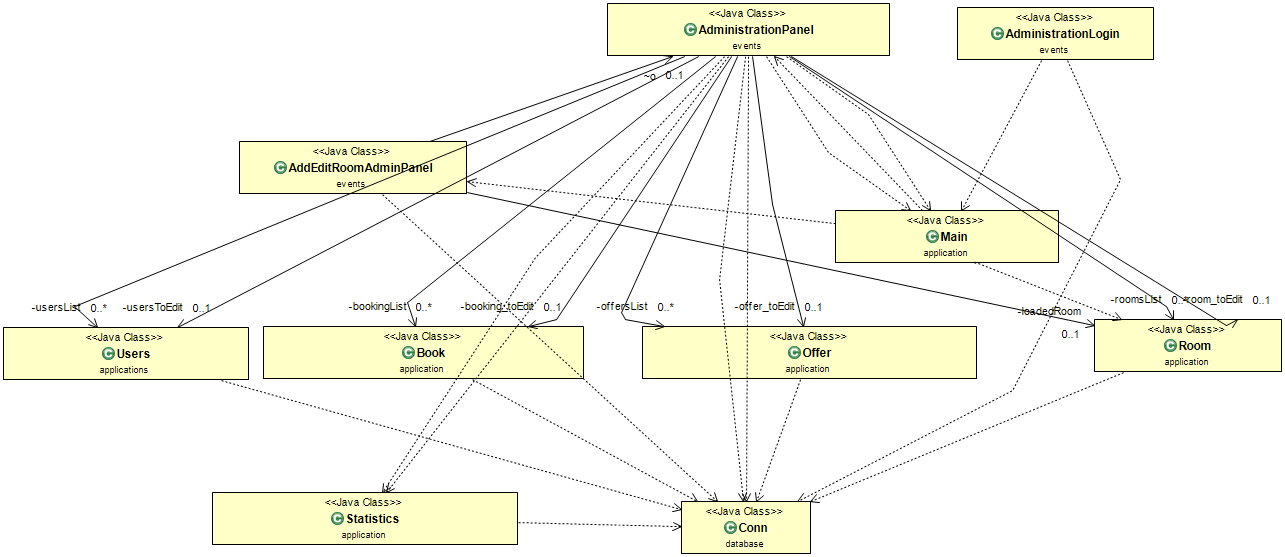 <<Java Class>>
AdministrationPanel
events
<<Java Class>>
AdministrationLogin
events
~o 0..1
<<Java Class>>
AddEditRoomAdminPanel
events
<<Java Class>>
Main
application
-usersList 0..*
-usersToEdit 0..1
-bookingList 0..*
-booking_toEdit 0..1
-offersList 0..*
-offer_toEdit 0..1
-roomsList 0..*
-room_toEdit 0..1
-loadedRoom
0..1
<<Java Class>>
Users
applications
<<Java Class>>
Book
application
<<Java Class>>
Offer
application
<<Java Class>>
Room
application
<<Java Class>>
Statistics
application
<<Java Class>>
Conn
database